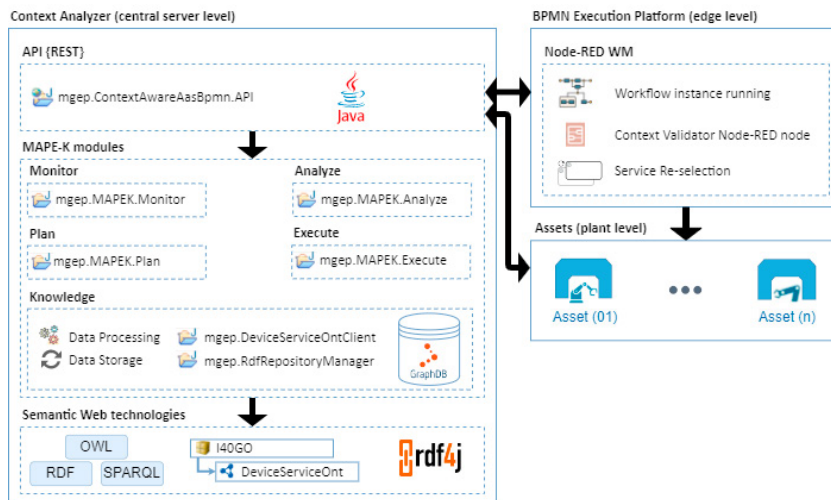 Context Analyzer (central server level)
API {REST}
mgep.ContextAwareAasBpmn.API
Java
MAPE-K modules
Monitor
mgep.MAPEK.Monitor
Analyze
mgep.MAPEK.Analyze
Plan
mgep.MAPEK.Plan
Execute
mgep.MAPEK.Execute
Knowledge
Data Processing
mgep.DeviceServiceOntClient
Data Storage
mgep.RdfRepositoryManager
GraphDB
Semantic Web technologies
OWL
RDF
SPARQL
I40GO
DeviceServiceOnt
rdf4j
BPMN Execution Platform (edge level)
Node-RED WM
Workflow instance running
Context Validator Node-RED node
Service Re-selection
Assets (plant level)
Asset (01)
Asset (n)